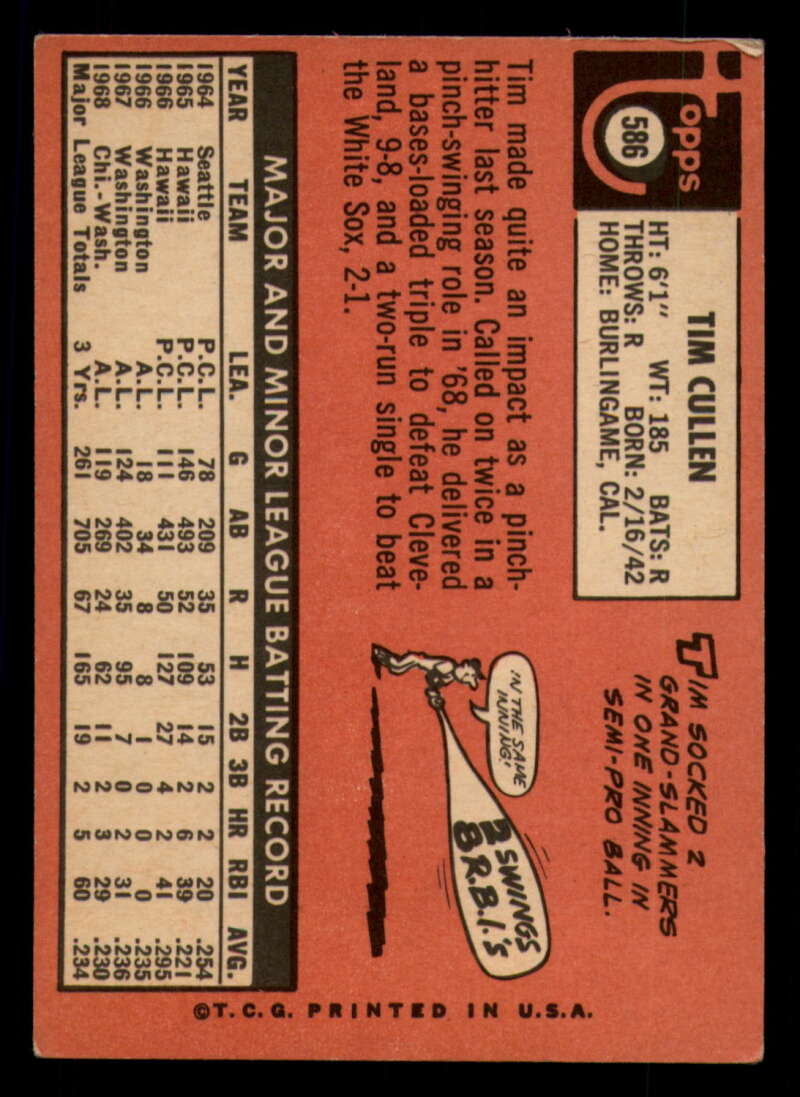 Topps
586
TIM CULLEN
HT: 6'1" WT: 185 BATS: R
THROWS: R BORN: 2/16/42
HOME: BURLINGAME, CAL.
TIM SOCKED 2
GRAND-SLAMMERS
IN ONE INNING IN
SEMI-PRO BALL.
Tim made quite an impact as a pinch-
hitter last season. Called on twice in a
pinch-swinging role in '68, he delivered
a bases-loaded triple to defeat Cleve-
land, 9-8, and a two-run single to beat
the White Sox, 2-1.
IN THE SAME
INNING!
2 SWINGS
8 R.B.I.'s
MAJOR AND MINOR LEAGUE BATTING RECORD
YEAR TEAM LEA. G AB R H 2B 3B HR RBI AVG.
1964 Seattle P.C.L. 78 209 35 53 15 2 2 20 .254
1965 Hawaii P.C.L. 146 493 52 109 14 2 6 39 .221
1966 Hawaii P.C.L. 111 431 50 127 27 4 2 41 .295
1966 Washington A.L. 18 34 8 8 1 0 0 0 .235
1967 Washington A.L. 124 402 35 95 7 0 2 31 .236
1968 Chi.-Wash. A.L. 119 269 24 62 11 2 3 29 .230
Major League Totals 3 Yrs. 261 705 67 165 19 2 5 60 .234
©T.C.G. PRINTED IN U.S.A.